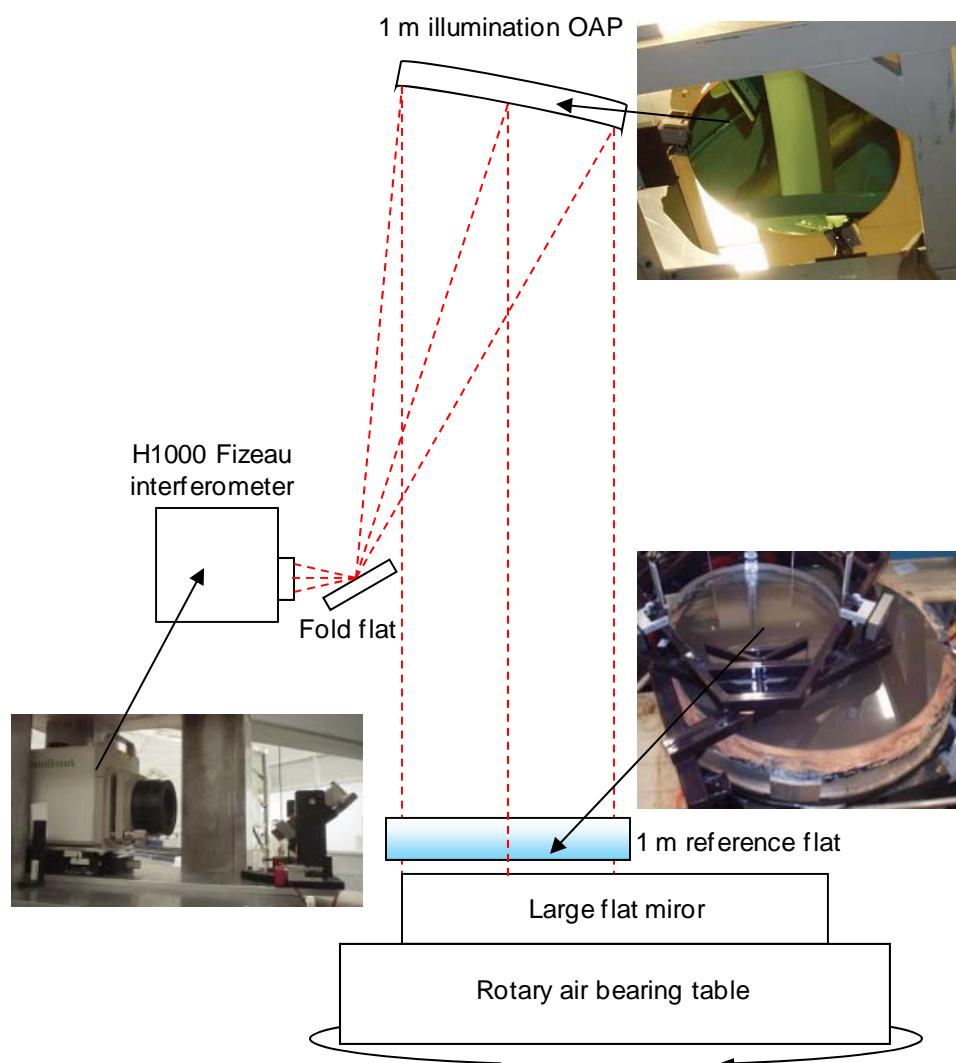 1 m illumination OAP
H1000 Fizeau
interferometer
Fold flat
1 m reference flat
Large flat miror
Rotary air bearing table